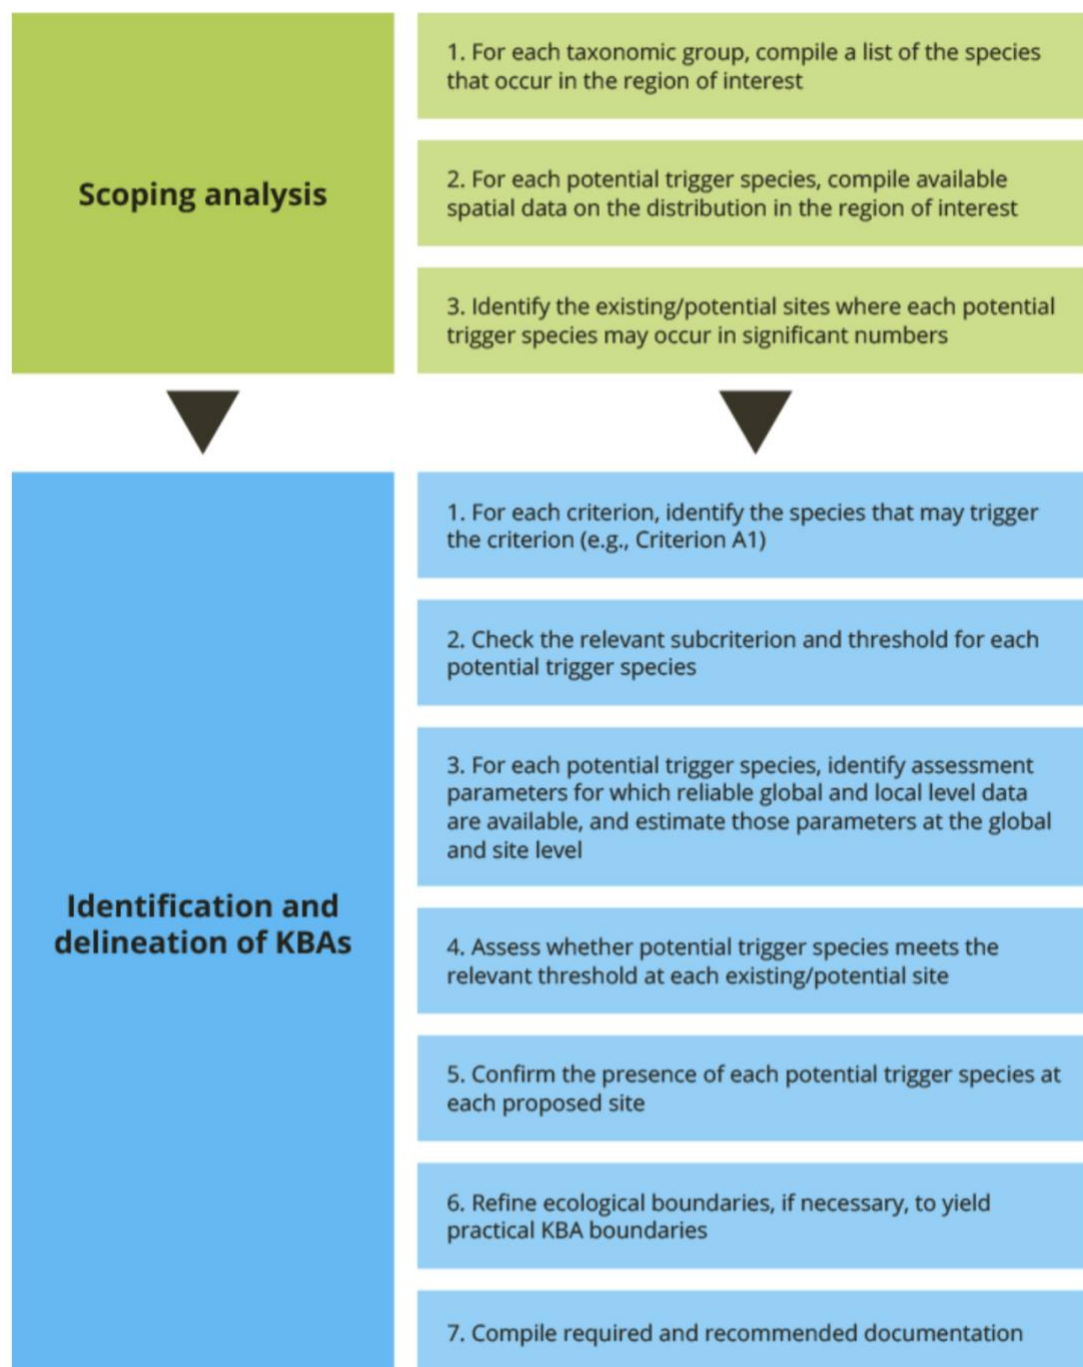 Scoping analysis
1. For each taxonomic group, compile a list of the species
that occur in the region of interest
2. For each potential trigger species, compile available
spatial data on the distribution in the region of interest
3. Identify the existing/potential sites where each potential
trigger species may occur in significant numbers
Identification and
delineation of KBAs
1. For each criterion, identify the species that may trigger
the criterion (e.g., Criterion A1)
2. Check the relevant subcriterion and threshold for each
potential trigger species
3. For each potential trigger species, identify assessment
parameters for which reliable global and local level data
are available, and estimate those parameters at the global
and site level
4. Assess whether potential trigger species meets the
relevant threshold at each existing/potential site
5. Confirm the presence of each potential trigger species at
each proposed site
6. Refine ecological boundaries, if necessary, to yield
practical KBA boundaries
7. Compile required and recommended documentation